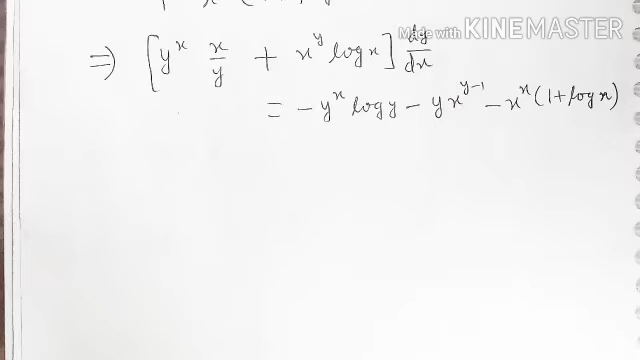 Made with KINEMASTER
⇒ [y^x x/y + x^y log x] dy/dx
= - y^x log y - y x^{y-1} - x^x (1 + log x)